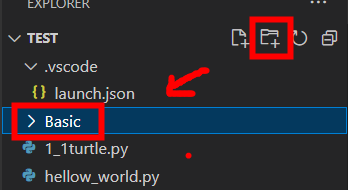 EXPLORER
TEST
.vscode
{} launch.json
Basic
1_1turtle.py
hellow_world.py